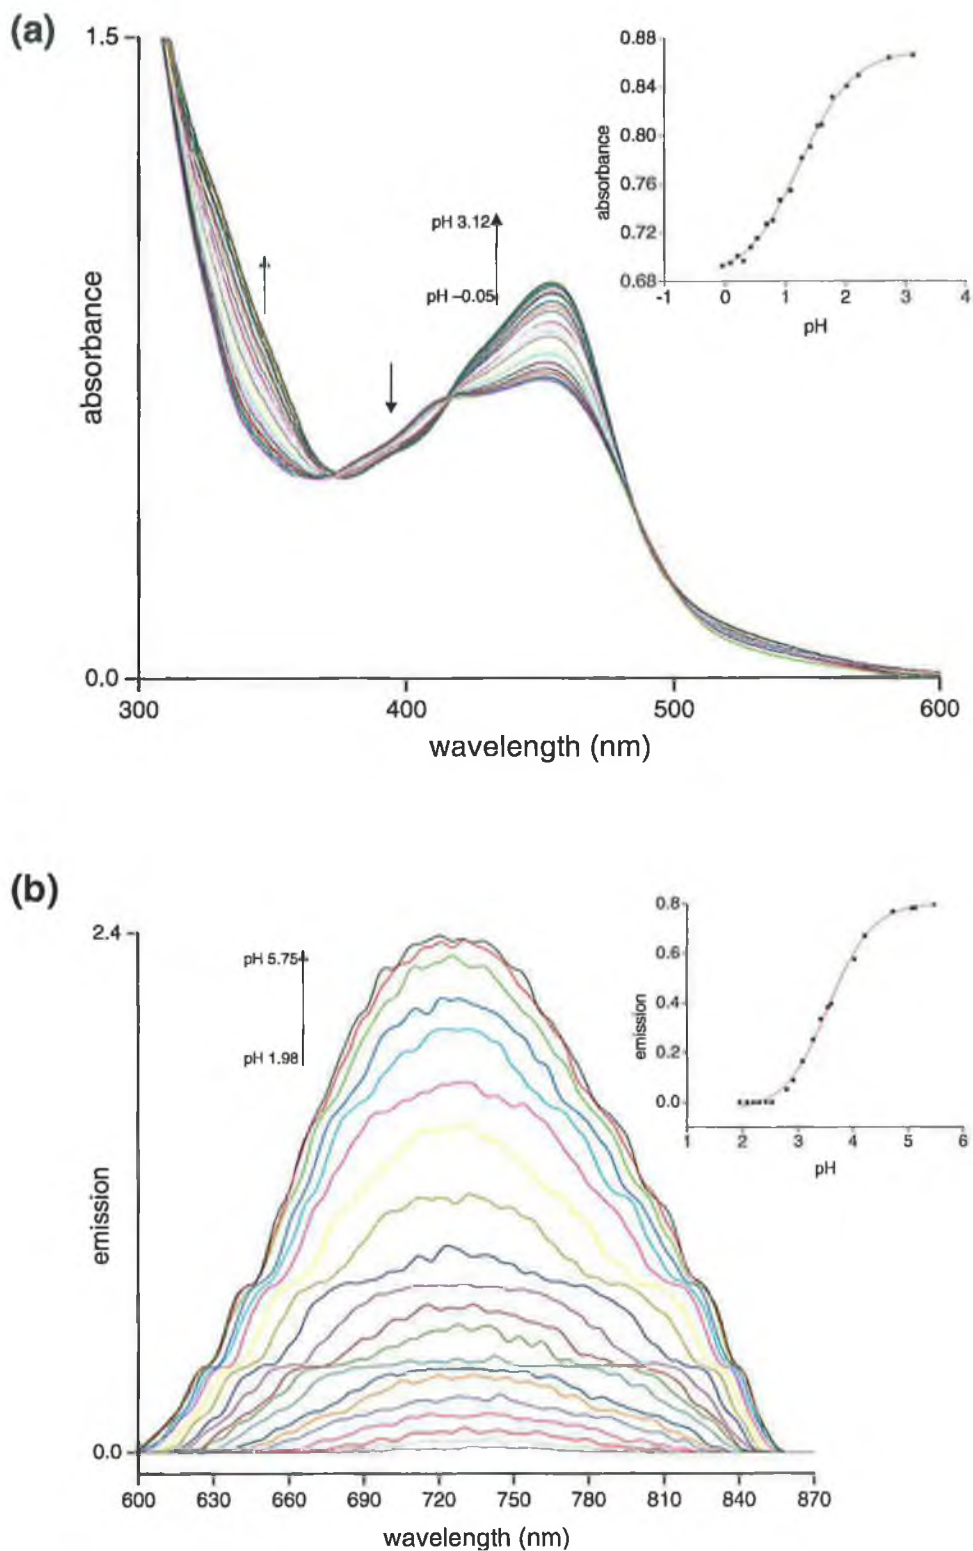 (a)
1.5
absorbance
0.0
300
400
500
600
wavelength (nm)
pH 3.12
pH –0.05
0.88
0.84
0.80
0.76
0.72
0.68
absorbance
-1
0
1
2
3
4
pH
(b)
2.4
emission
0.0
600
630
660
690
720
750
780
810
840
870
wavelength (nm)
pH 5.75
pH 1.98
0.8
0.6
0.4
0.2
0.0
emission
1
2
3
4
5
6
pH